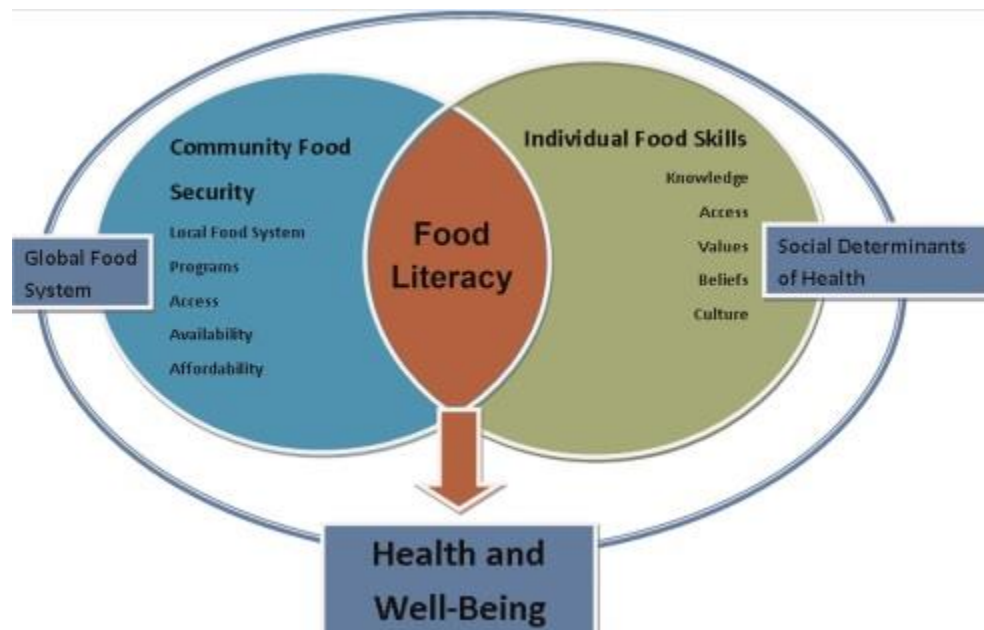 Community Food
Security
Local Food System
Programs
Access
Availability
Affordability
Food
Literacy
Individual Food Skills
Knowledge
Access
Values
Beliefs
Culture
Global Food
System
Social Determinants
of Health
Health and
Well-Being